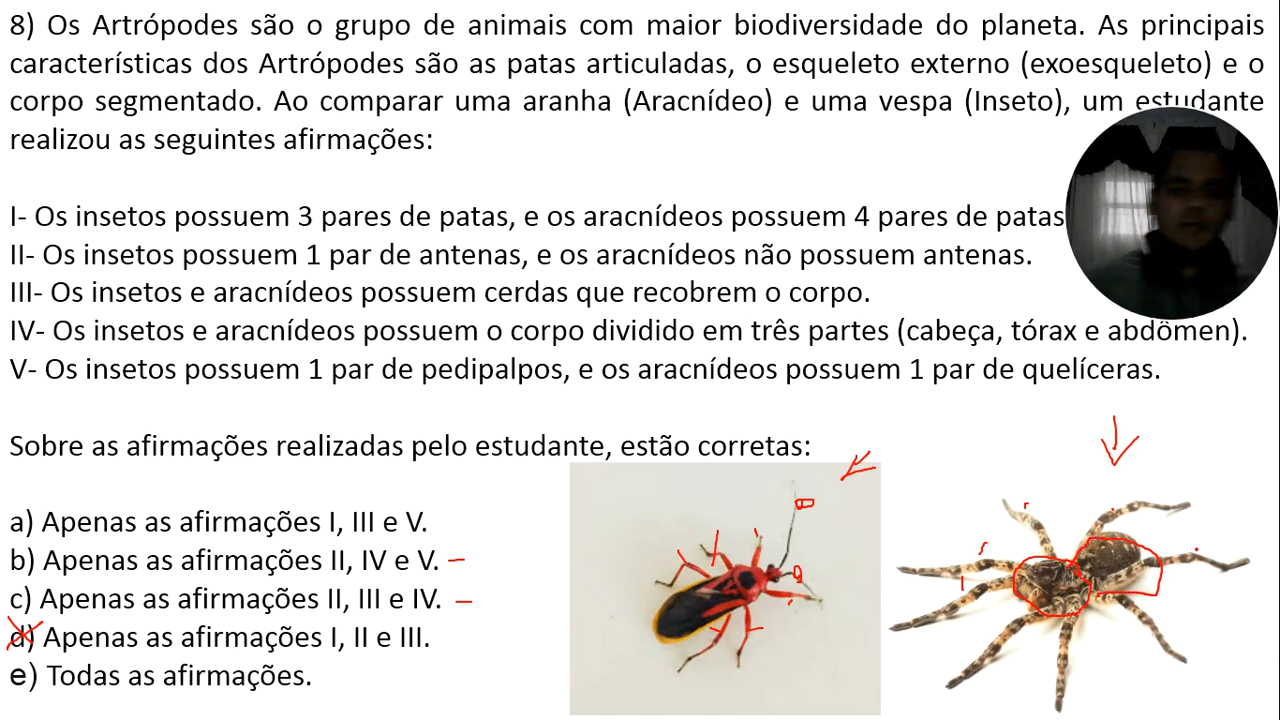 8) Os Artrópodes são o grupo de animais com maior biodiversidade do planeta. As principais
características dos Artrópodes são as patas articuladas, o esqueleto externo (exoesqueleto) e o
corpo segmentado. Ao comparar uma aranha (Aracnídeo) e uma vespa (Inseto), um estudante
realizou as seguintes afirmações:
I- Os insetos possuem 3 pares de patas, e os aracnídeos possuem 4 pares de patas
II- Os insetos possuem 1 par de antenas, e os aracnídeos não possuem antenas.
III- Os insetos e aracnídeos possuem cerdas que recobrem o corpo.
IV- Os insetos e aracnídeos possuem o corpo dividido em três partes (cabeça, tórax e abdômen).
V- Os insetos possuem 1 par de pedipalpos, e os aracnídeos possuem 1 par de quelíceras.
Sobre as afirmações realizadas pelo estudante, estão corretas:
a) Apenas as afirmações I, III e V.
b) Apenas as afirmações II, IV e V.
c) Apenas as afirmações II, III e IV.
d) Apenas as afirmações I, II e III.
e) Todas as afirmações.